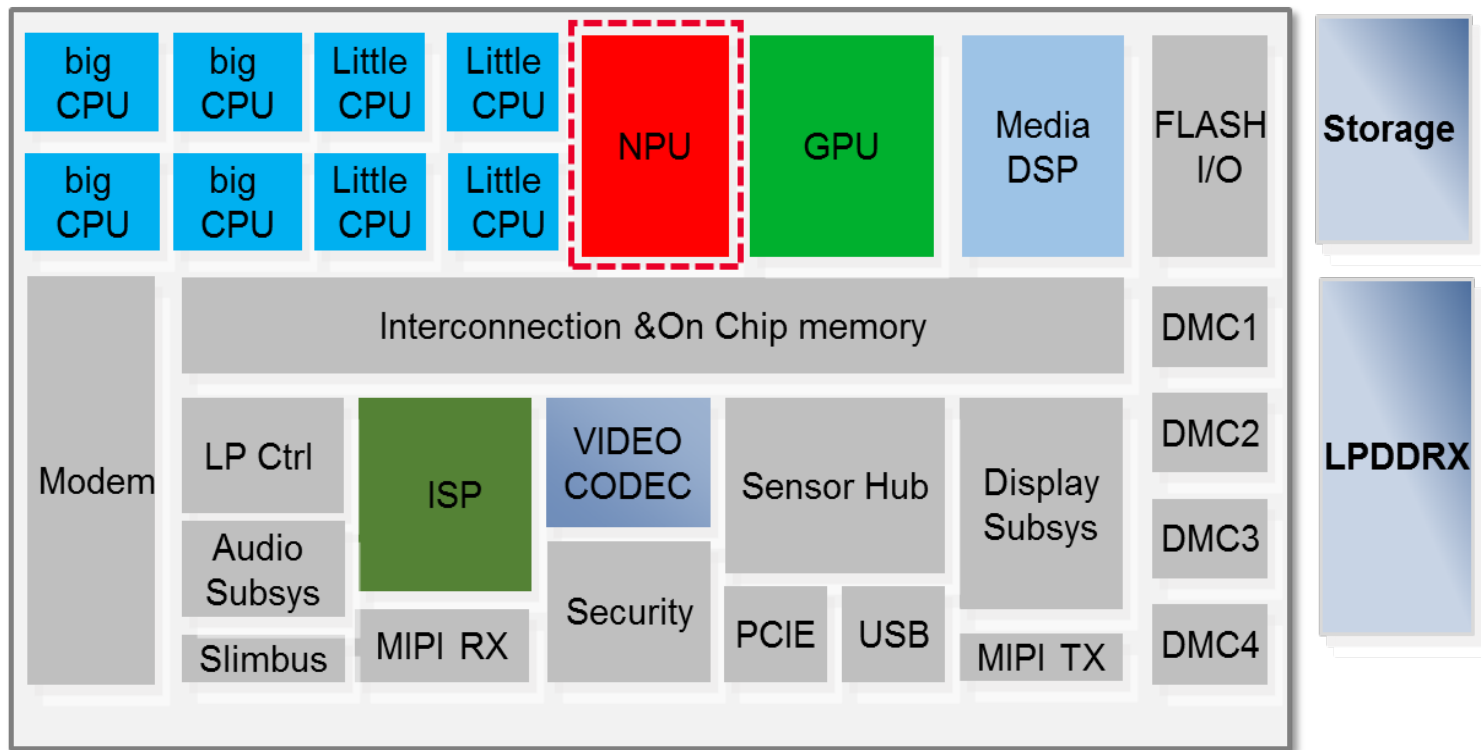 big
CPU
big
CPU
Little
CPU
Little
CPU
NPU
GPU
Media
DSP
FLASH
I/O
Storage
big
CPU
big
CPU
Little
CPU
Little
CPU
Interconnection &On Chip memory
DMC1
Modem
LP Ctrl
ISP
VIDEO
CODEC
Sensor Hub
Display
Subsys
DMC2
LPDDRX
Audio
Subsys
Security
DMC3
Slimbus
MIPI RX
PCIE
USB
MIPI TX
DMC4